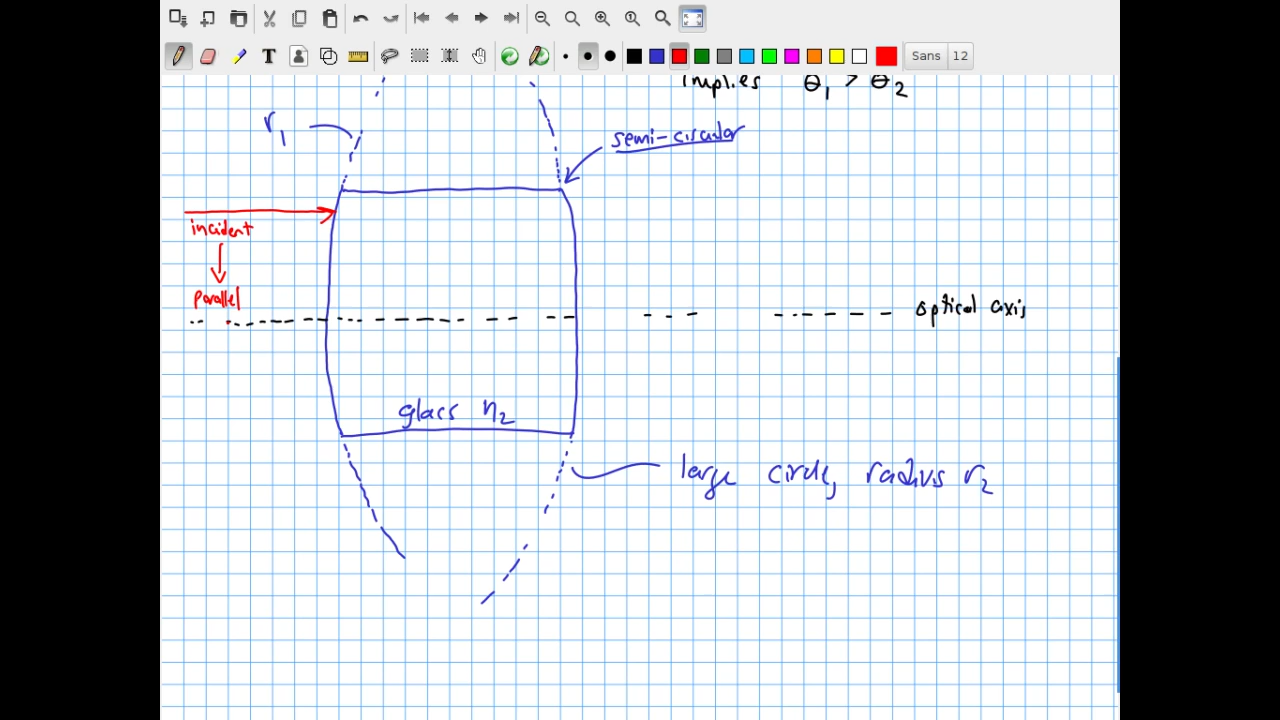 Sans 12
implies θ₁ > θ₂
r₁
semi-circular
incident
parallel
optical axis
glass n₂
large circle, radius r₂